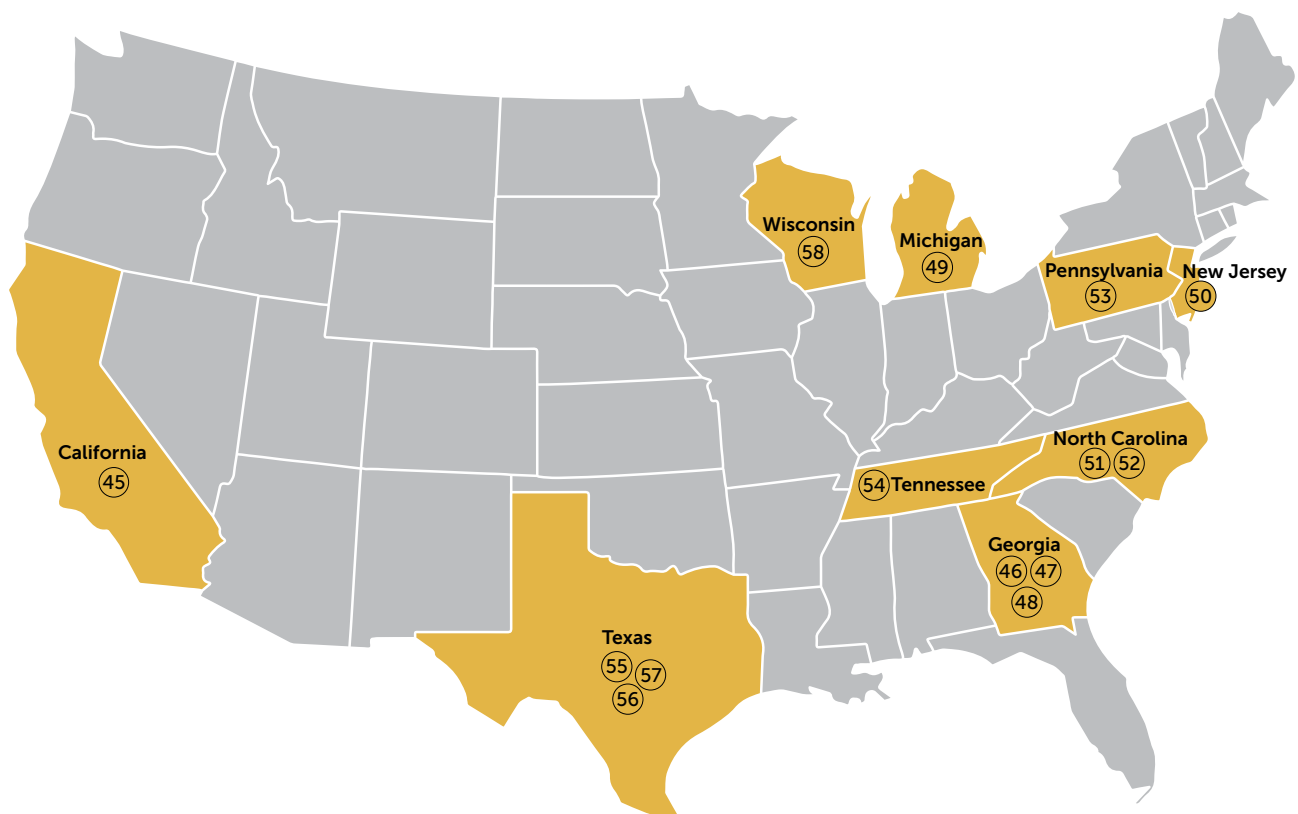 Wisconsin
58
Michigan
49
Pennsylvania
53
New Jersey
50
California
45
North Carolina
51 52
54 Tennessee
Georgia
46 47
48
Texas
55 57
56